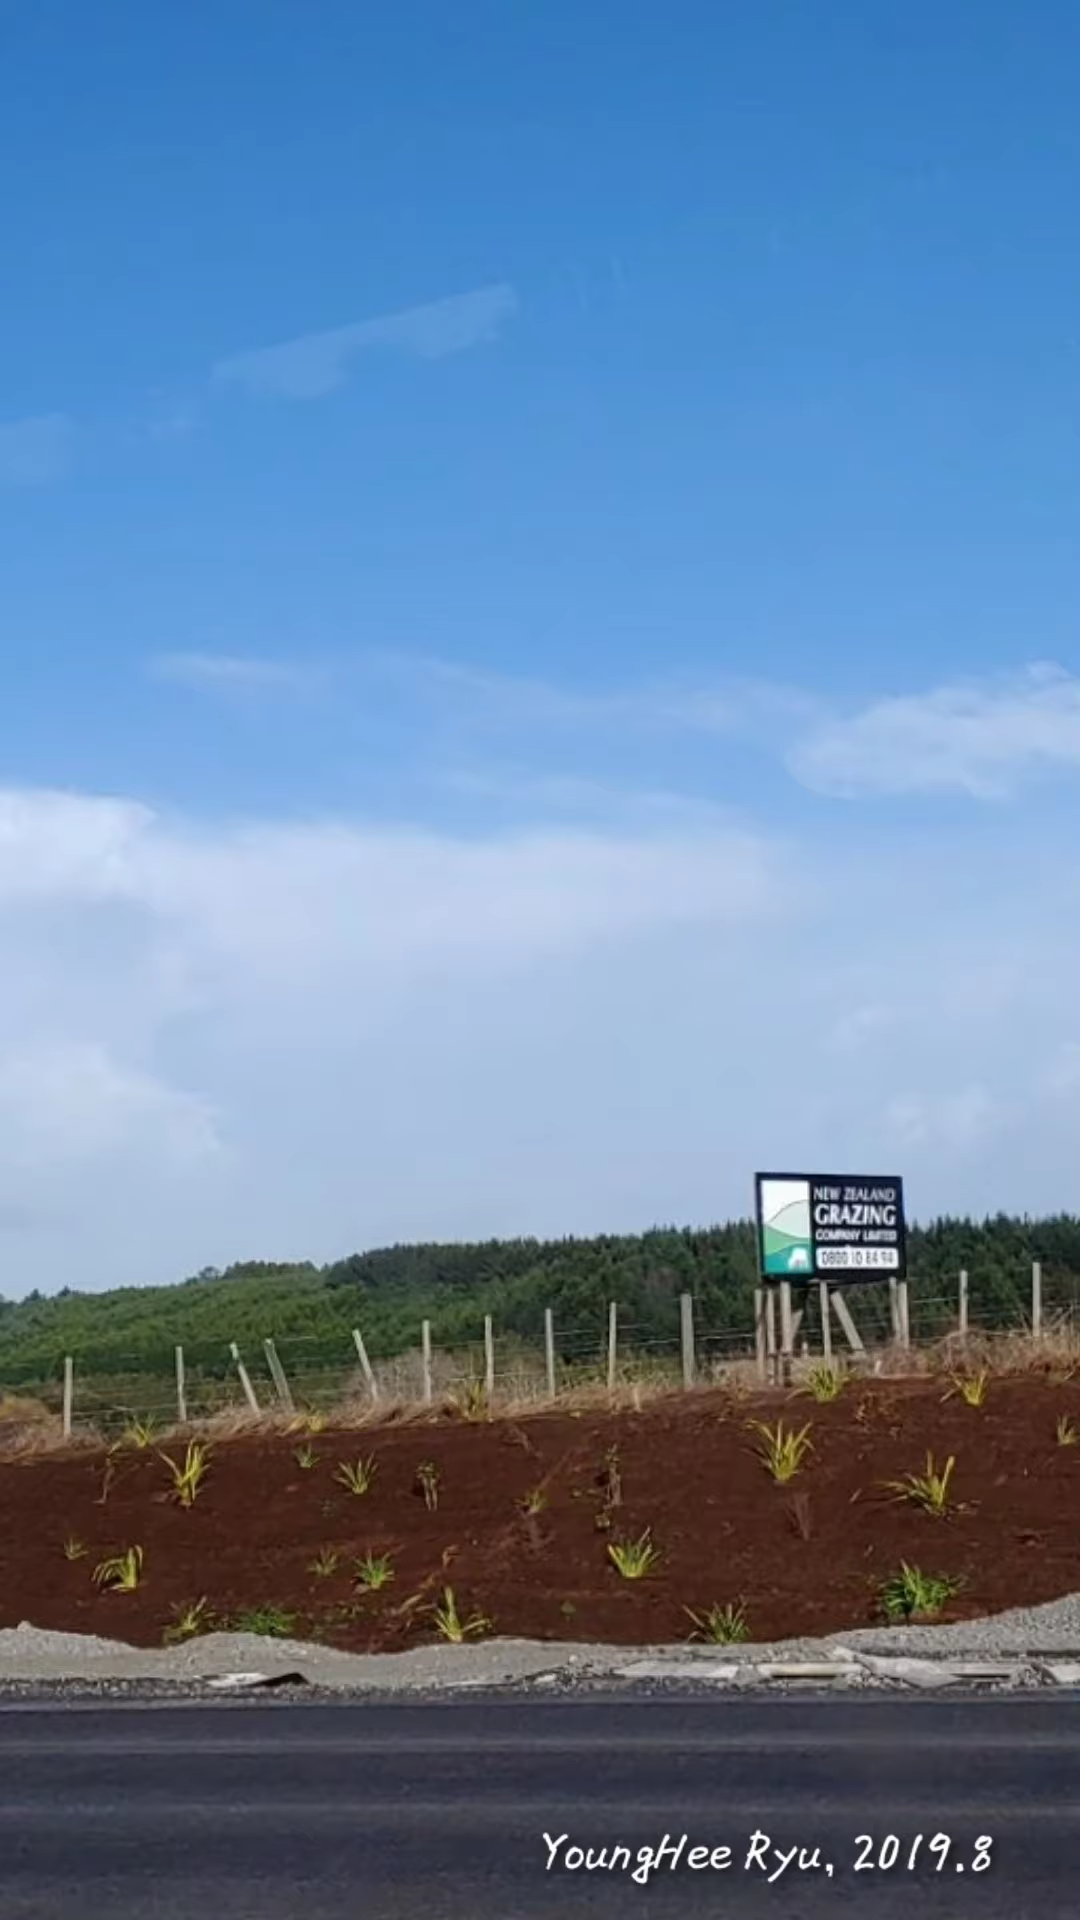 NEW ZEALAND
GRAZING
COMPANY LIMITED
0800 10 84 94
YoungHee Ryu, 2019.8